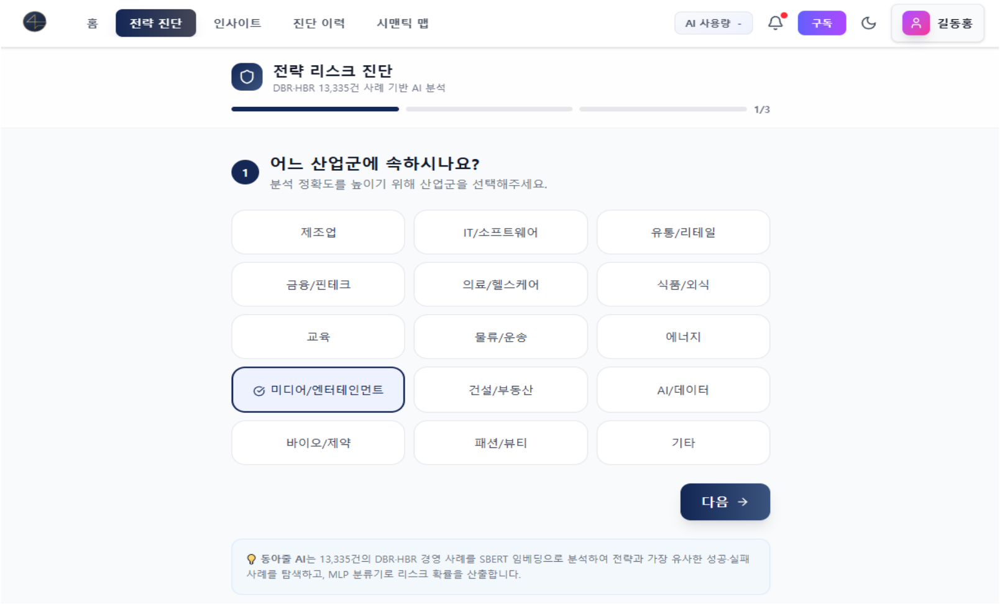 홈
전략 진단
인사이트
진단 이력
시맨틱 맵
AI 사용량 -
구독
길동홍
전략 리스크 진단
DBR·HBR 13,335건 사례 기반 AI 분석
1/3
1
어느 산업군에 속하시나요?
분석 정확도를 높이기 위해 산업군을 선택해주세요.
제조업
IT/소프트웨어
유통/리테일
금융/핀테크
의료/헬스케어
식품/외식
교육
물류/운송
에너지
미디어/엔터테인먼트
건설/부동산
AI/데이터
바이오/제약
패션/뷰티
기타
다음 →
동아줄 AI는 13,335건의 DBR·HBR 경영 사례를 SBERT 임베딩으로 분석하여 전략과 가장 유사한 성공·실패
사례를 탐색하고, MLP 분류기로 리스크 확률을 산출합니다.